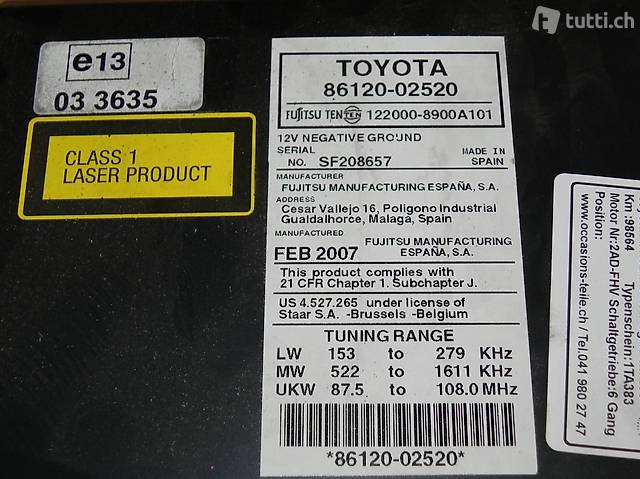 tutti.ch
e13
03 3635
CLASS 1
LASER PRODUCT
TOYOTA
86120-02520
FUJITSU TEN TEN 122000-8900A101
12V NEGATIVE GROUND
SERIAL
NO. SF208657
MADE IN
SPAIN
MANUFACTURER
FUJITSU MANUFACTURING ESPAÑA, S.A.
ADDRESS
Cesar Vallejo 16, Poligono Industrial
Gualdalhorce, Malaga, Spain
MANUFACTURED
FEB 2007
FUJITSU MANUFACTURING
ESPAÑA, S.A.
This product complies with
21 CFR Chapter 1. Subchapter J.
US 4.527.265 under license of
Staar S.A. -Brussels -Belgium
TUNING RANGE
LW 153 to 279 KHz
MW 522 to 1611 KHz
UKW 87.5 to 108.0 MHz
*86120-02520*
Km :98564 Typenschein:1TA383
Motor Nr:2AD-FHV Schaltgetriebe:6 Gang
Position:
www.occasions-teile.ch / Tel.041 980 27 47